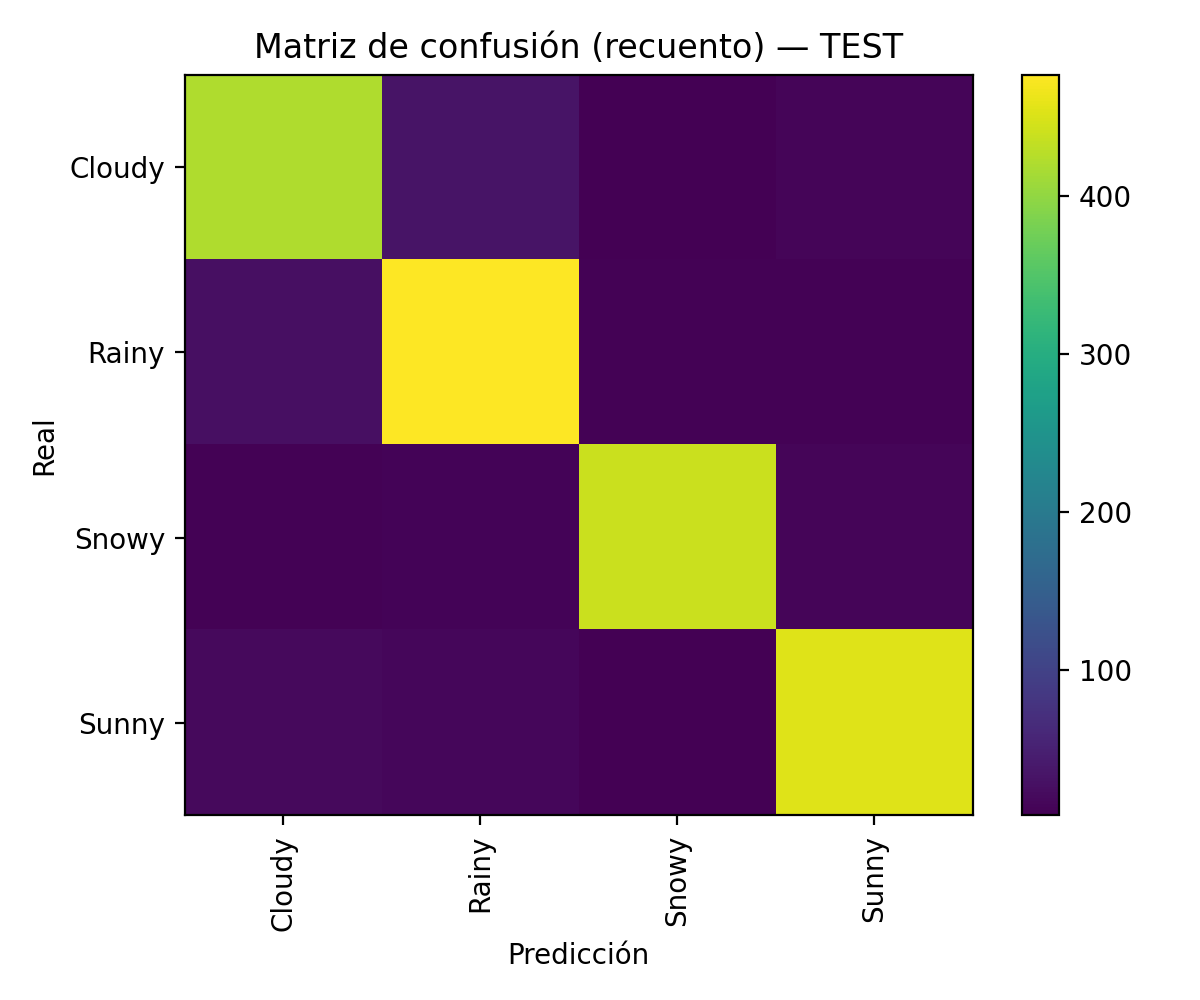 Matriz de confusión (recuento) — TEST
Cloudy
Rainy
Snowy
Sunny
Real
Cloudy
Rainy
Snowy
Sunny
Predicción
400
300
200
100